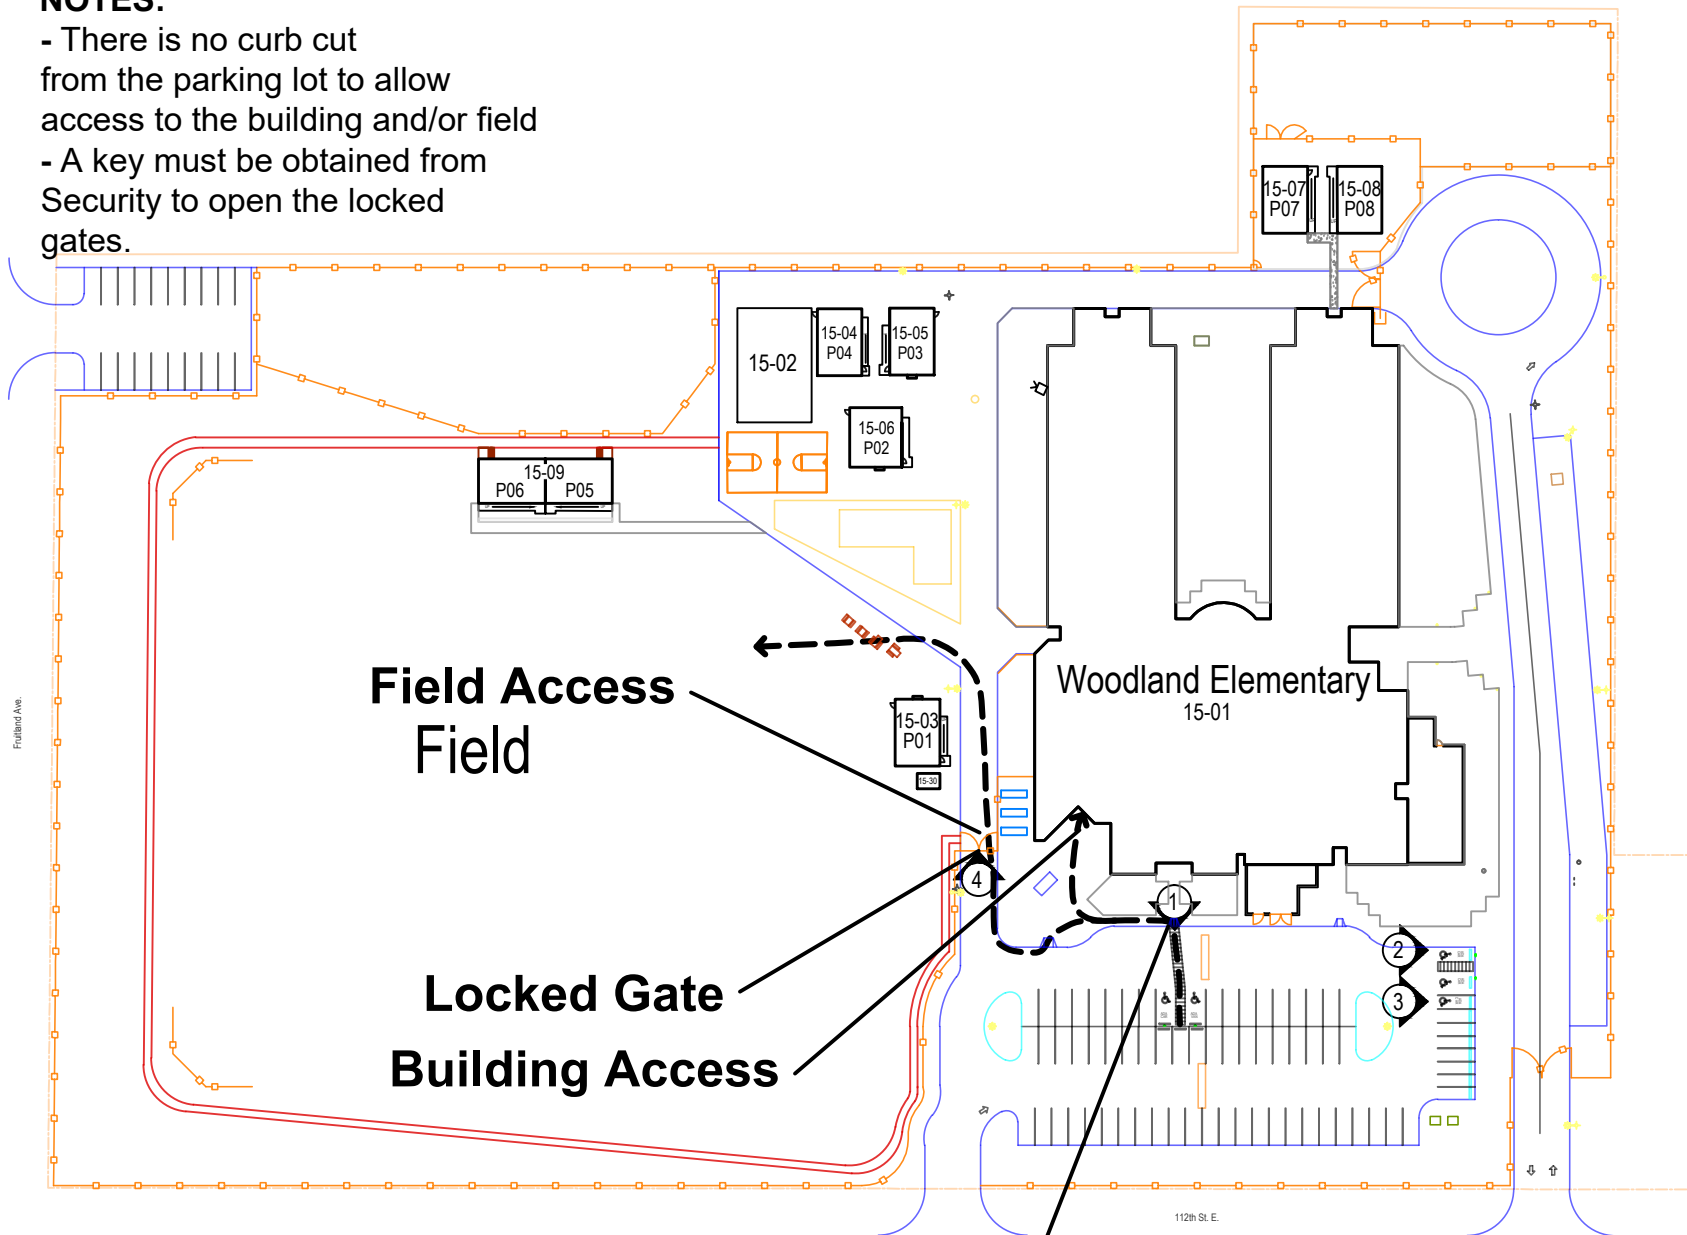 NOTES:
- There is no curb cut
from the parking lot to allow
access to the building and/or field
- A key must be obtained from
Security to open the locked
gates.
15-07
P07
15-08
P08
15-02
15-04
P04
15-05
P03
15-06
P02
15-09
P06
P05
Woodland Elementary
15-01
Field Access
Field
15-03
P01
15-30
Fruitland Ave.
4
1
2
3
Locked Gate
Building Access
112th St. E.